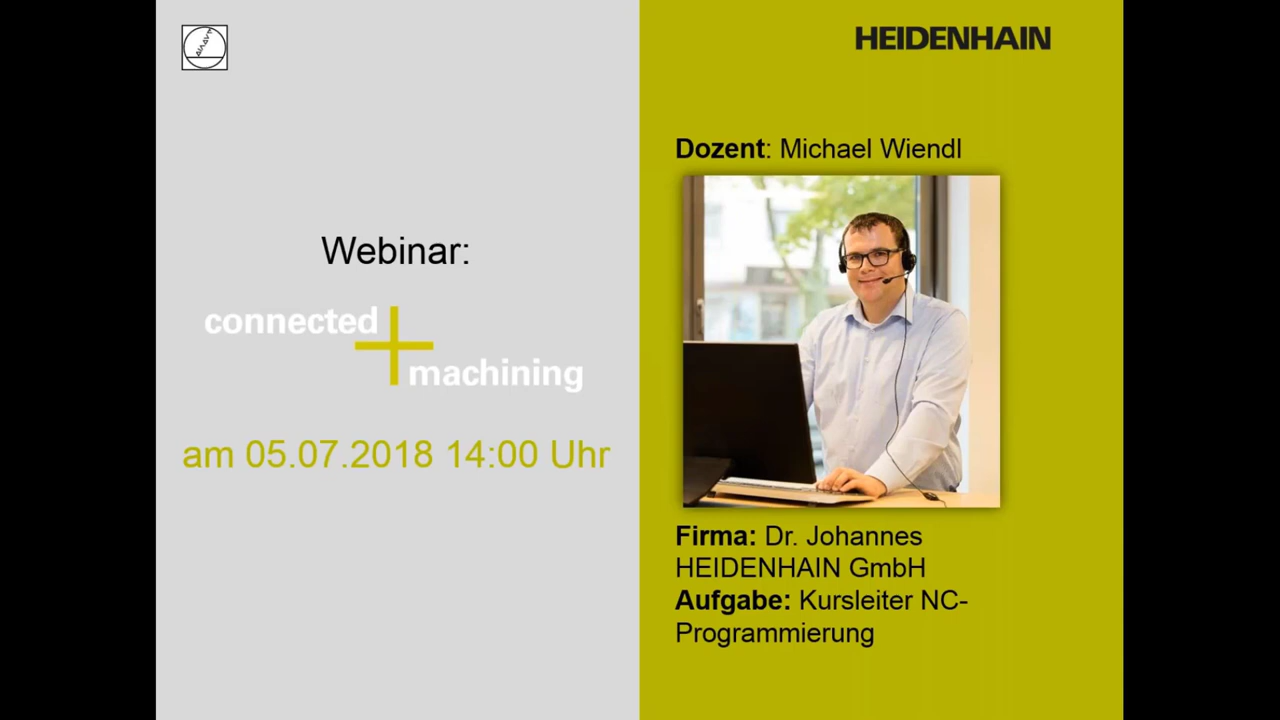 HEIDENHAIN
Webinar:
connected
machining
am 05.07.2018 14:00 Uhr
Dozent: Michael Wiendl
Firma: Dr. Johannes
HEIDENHAIN GmbH
Aufgabe: Kursleiter NC-
Programmierung